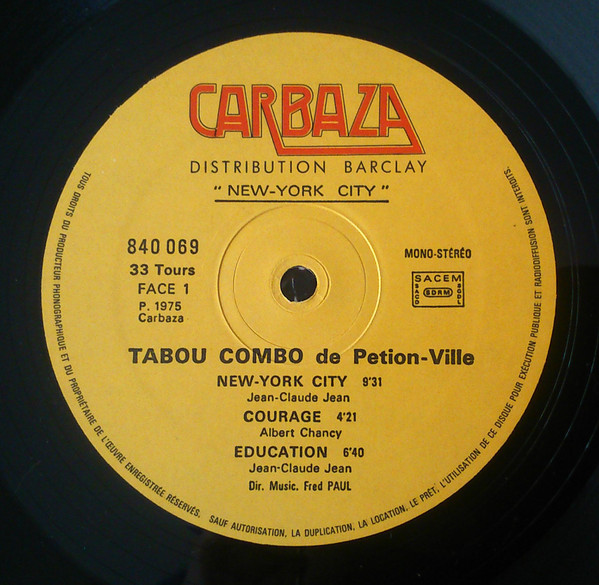 CARBAZA
DISTRIBUTION BARCLAY
" NEW-YORK CITY "
840 069
33 Tours
FACE 1
P. 1975
Carbaza
MONO-STÉRÉO
SACEM
SACD
SDRM
SGDL
TABOU COMBO de Petion-Ville
NEW-YORK CITY 9'31
Jean-Claude Jean
COURAGE 4'21
Albert Chancy
EDUCATION 6'40
Jean-Claude Jean
Dir. Music. Fred PAUL
TOUS DROITS DU PRODUCTEUR PHONOGRAPHIQUE ET DU PROPRIÉTAIRE DE L'ŒUVRE ENREGISTRÉE RÉSERVÉS. SAUF AUTORISATION, LA DUPLICATION, LA LOCATION, LE PRÊT, L'UTILISATION DE CE DISQUE POUR EXÉCUTION PUBLIQUE ET RADIODIFFUSION SONT INTERDITS.